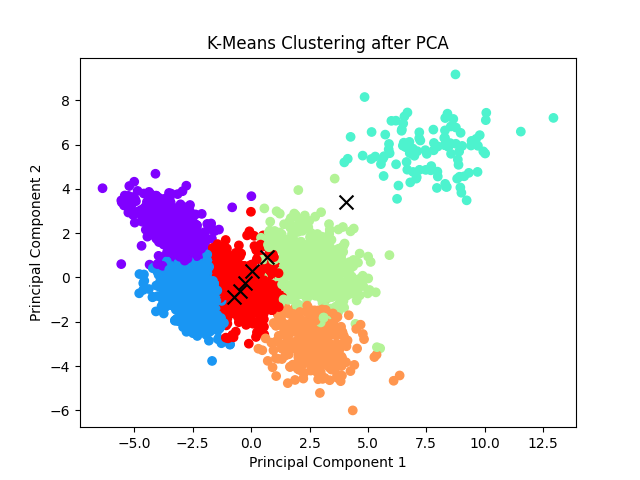 K-Means Clustering after PCA
Principal Component 2
8
6
4
2
0
−2
−4
−6
−5.0 −2.5 0.0 2.5 5.0 7.5 10.0 12.5
Principal Component 1